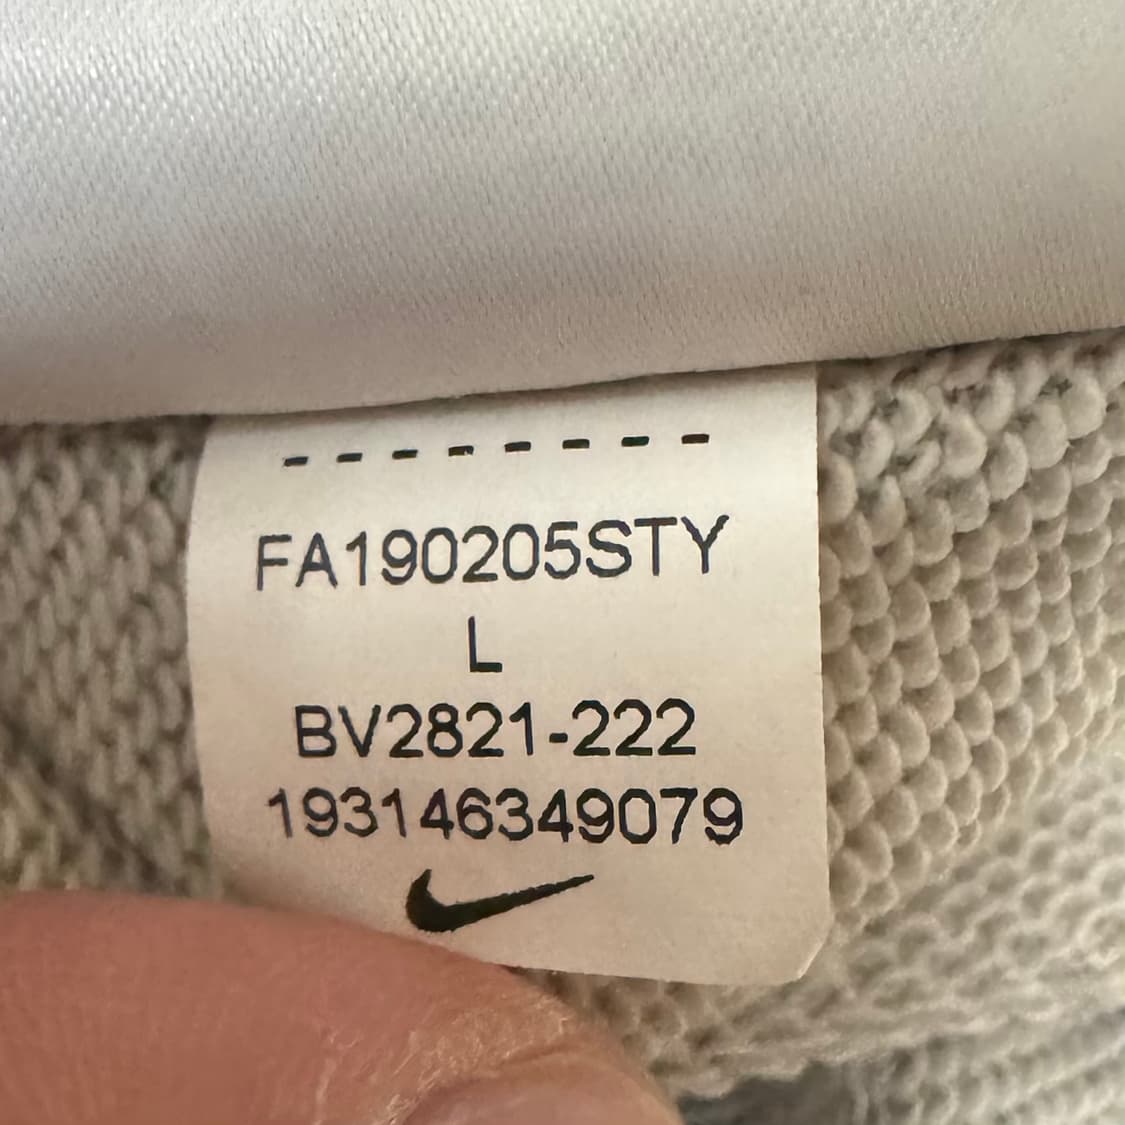 --------
FA190205STY
L
BV2821-222
193146349079